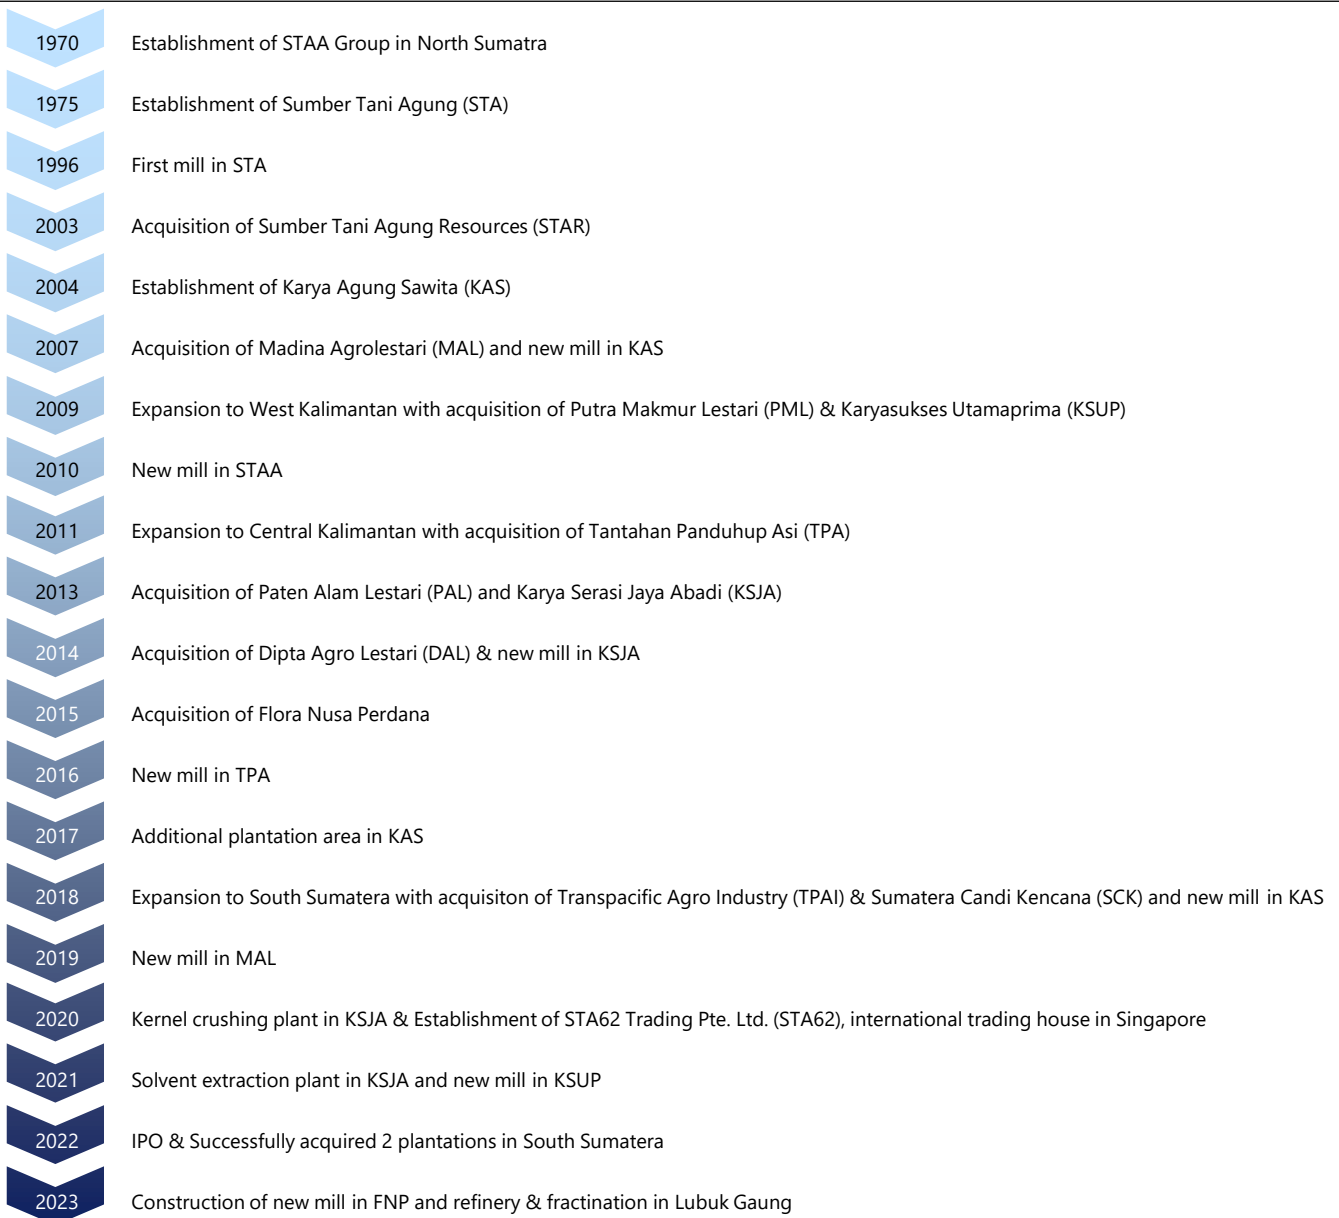 1970 Establishment of STAA Group in North Sumatra
1975 Establishment of Sumber Tani Agung (STA)
1996 First mill in STA
2003 Acquisition of Sumber Tani Agung Resources (STAR)
2004 Establishment of Karya Agung Sawita (KAS)
2007 Acquisition of Madina Agrolestari (MAL) and new mill in KAS
2009 Expansion to West Kalimantan with acquisition of Putra Makmur Lestari (PML) & Karyasukses Utamaprima (KSUP)
2010 New mill in STAA
2011 Expansion to Central Kalimantan with acquisition of Tantahan Panduhup Asi (TPA)
2013 Acquisition of Paten Alam Lestari (PAL) and Karya Serasi Jaya Abadi (KSJA)
2014 Acquisition of Dipta Agro Lestari (DAL) & new mill in KSJA
2015 Acquisition of Flora Nusa Perdana
2016 New mill in TPA
2017 Additional plantation area in KAS
2018 Expansion to South Sumatera with acquisiton of Transpacific Agro Industry (TPAI) & Sumatera Candi Kencana (SCK) and new mill in KAS
2019 New mill in MAL
2020 Kernel crushing plant in KSJA & Establishment of STA62 Trading Pte. Ltd. (STA62), international trading house in Singapore
2021 Solvent extraction plant in KSJA and new mill in KSUP
2022 IPO & Successfully acquired 2 plantations in South Sumatera
2023 Construction of new mill in FNP and refinery & fractination in Lubuk Gaung